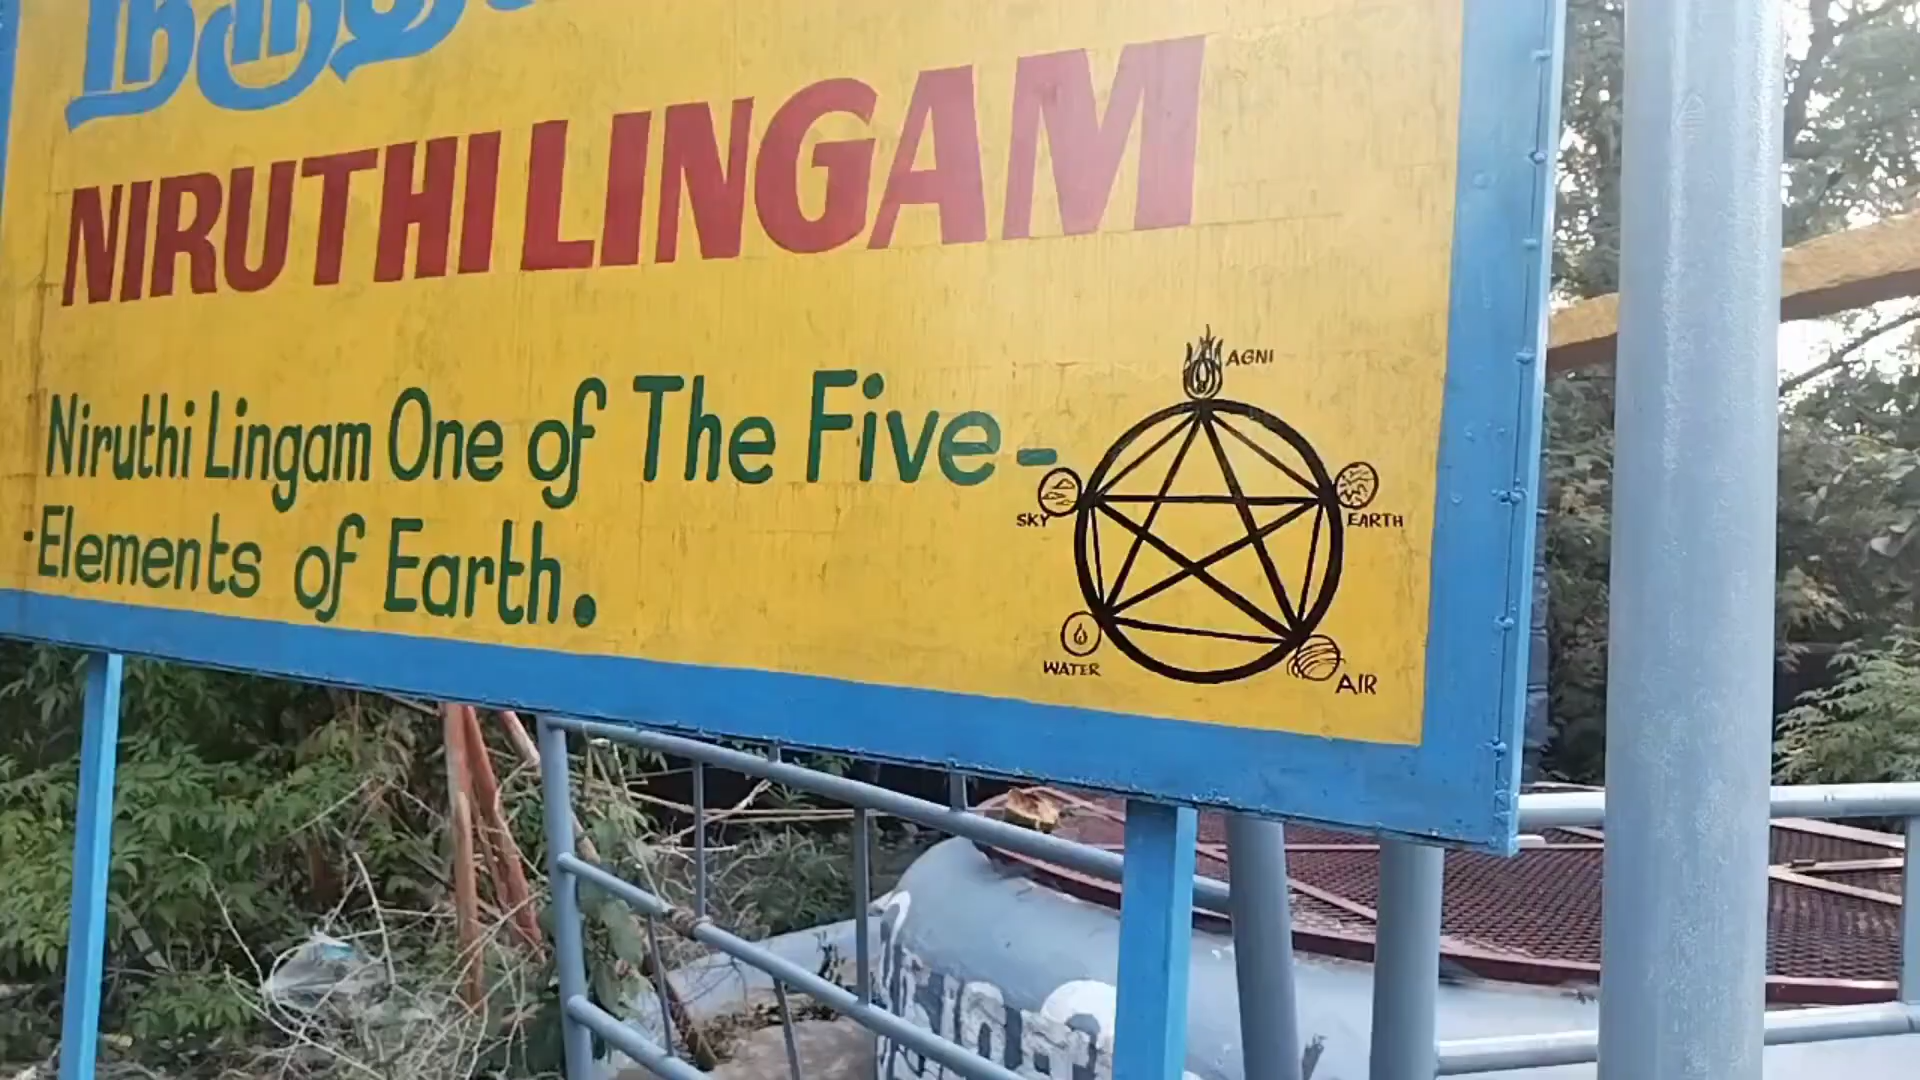 NIRUTHI LINGAM
Niruthi Lingam One of The Five-
-Elements of Earth.
AGNI
SKY
EARTH
WATER
AIR